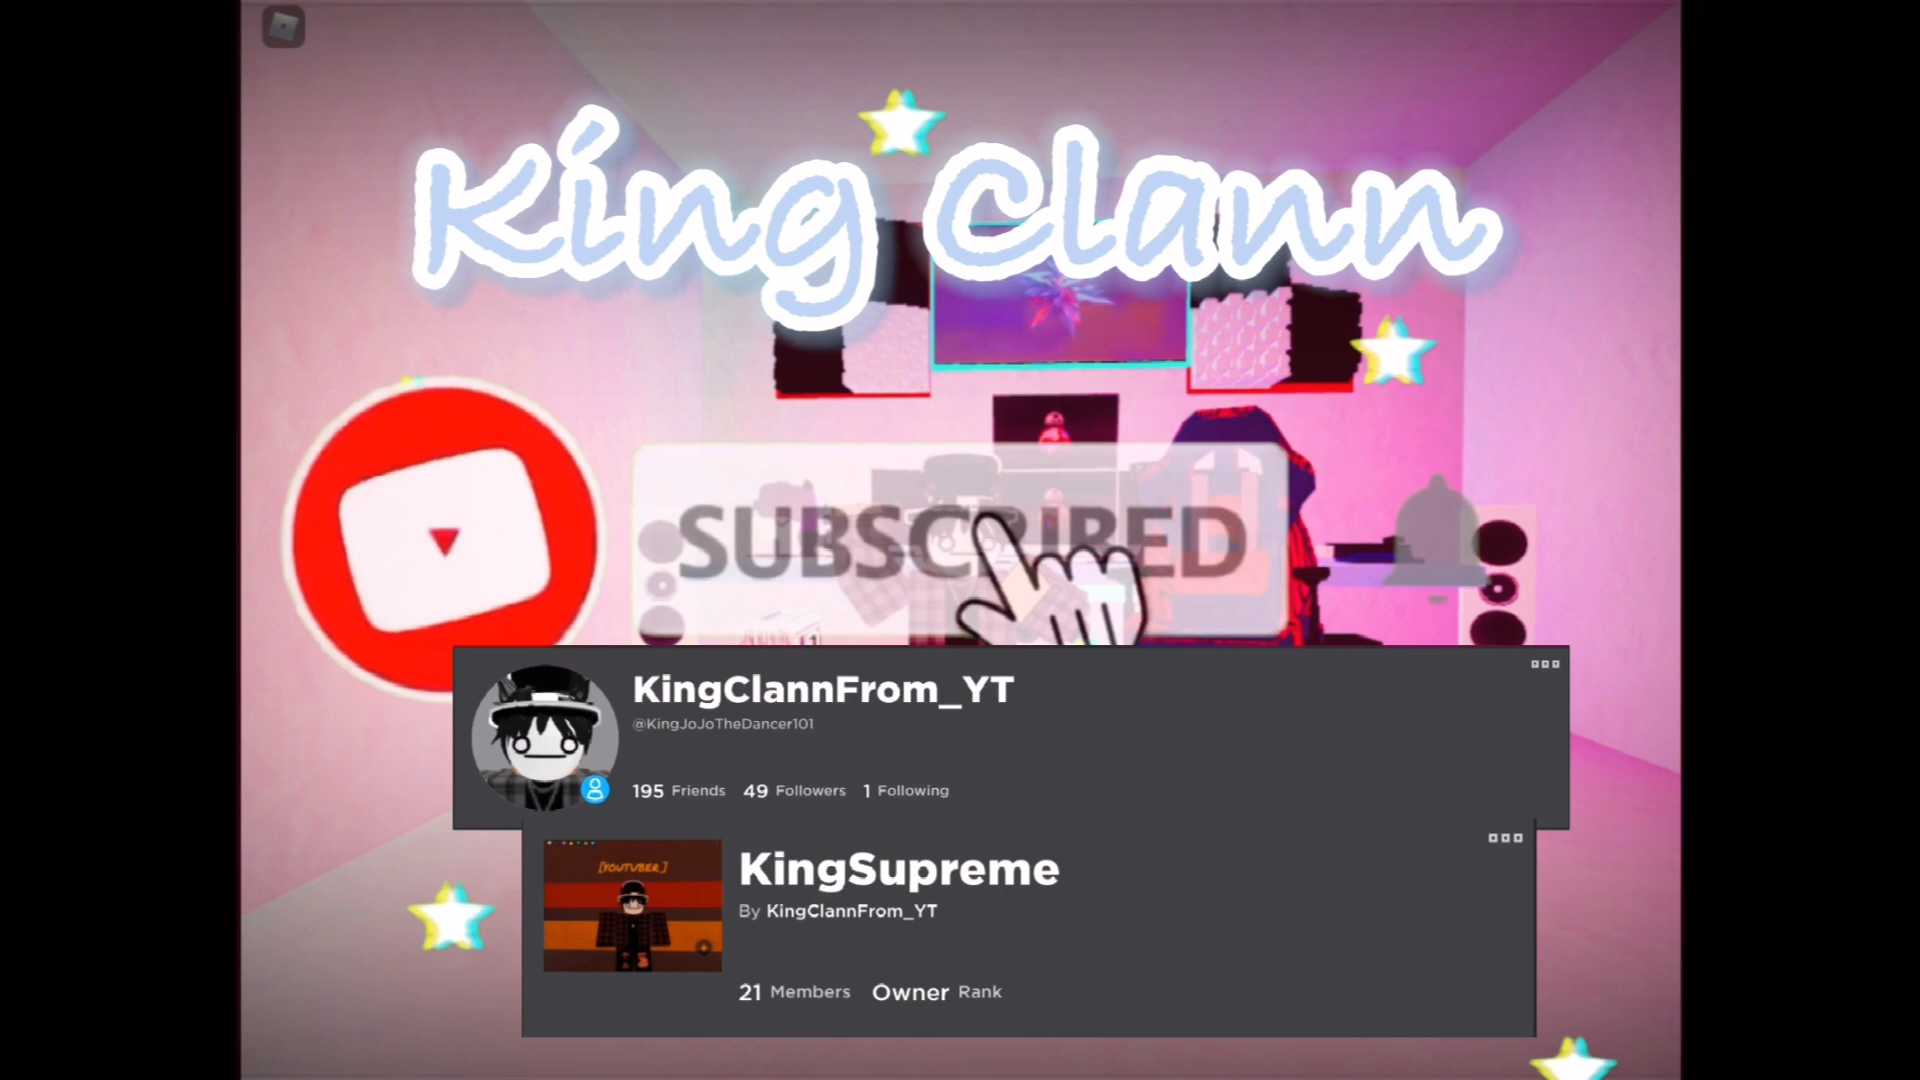 King Clann
SUBSCRIBED
KingClannFrom_YT
@KingJoJoTheDancer101
195 Friends 49 Followers 1 Following
[YOUTUBER]
KingSupreme
By KingClannFrom_YT
21 Members Owner Rank